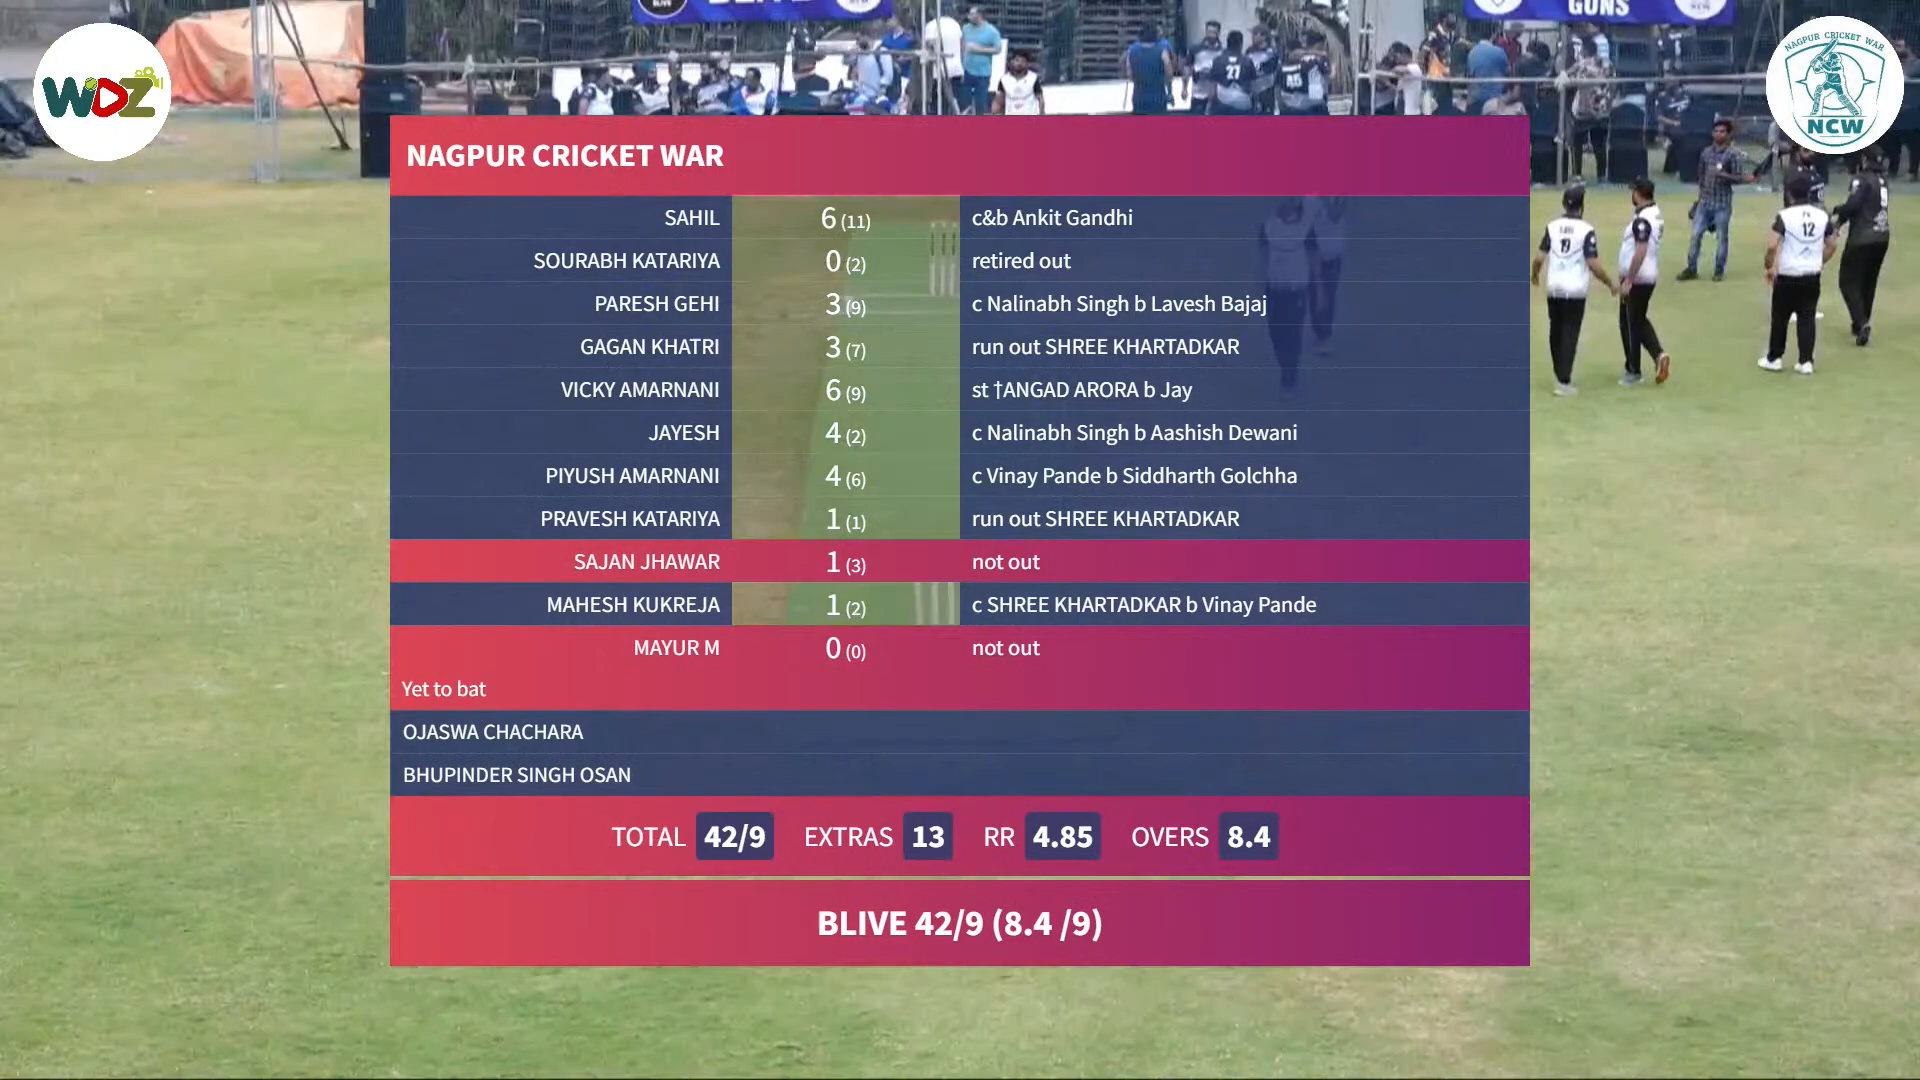 BLIVE
GUNS
WDZ
NAGPUR CRICKET WAR
NCW
27
19
12
NAGPUR CRICKET WAR
SAHIL 6 (11) c&b Ankit Gandhi
SOURABH KATARIYA 0 (2) retired out
PARESH GEHI 3 (9) c Nalinabh Singh b Lavesh Bajaj
GAGAN KHATRI 3 (7) run out SHREE KHARTADKAR
VICKY AMARNANI 6 (9) st †ANGAD ARORA b Jay
JAYESH 4 (2) c Nalinabh Singh b Aashish Dewani
PIYUSH AMARNANI 4 (6) c Vinay Pande b Siddharth Golchha
PRAVESH KATARIYA 1 (1) run out SHREE KHARTADKAR
SAJAN JHAWAR 1 (3) not out
MAHESH KUKREJA 1 (2) c SHREE KHARTADKAR b Vinay Pande
MAYUR M 0 (0) not out
Yet to bat
OJASWA CHACHARA
BHUPINDER SINGH OSAN
TOTAL 42/9 EXTRAS 13 RR 4.85 OVERS 8.4
BLIVE 42/9 (8.4 /9)